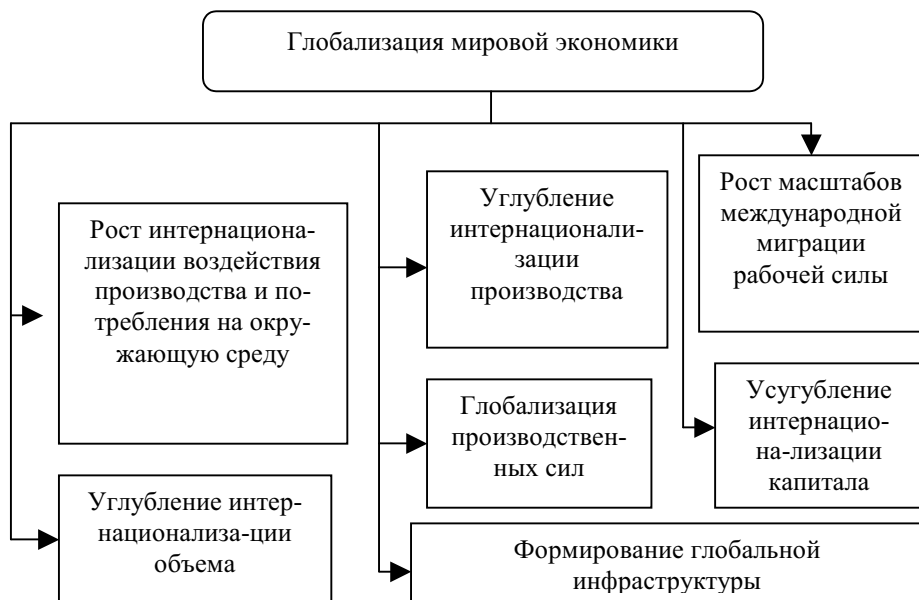 Глобализация мировой экономики
Рост интернациона-
лизации воздействия
производства и по-
требления на окру-
жающую среду
Углубление интер-
национализа-ции
объема
Углубление
интернационали-
зации
производства
Глобализация
производствен-
ных сил
Формирование глобальной
инфраструктуры
Рост масштабов
международной
миграции
рабочей силы
Усугубление
интернацио-
на-лизации
капитала